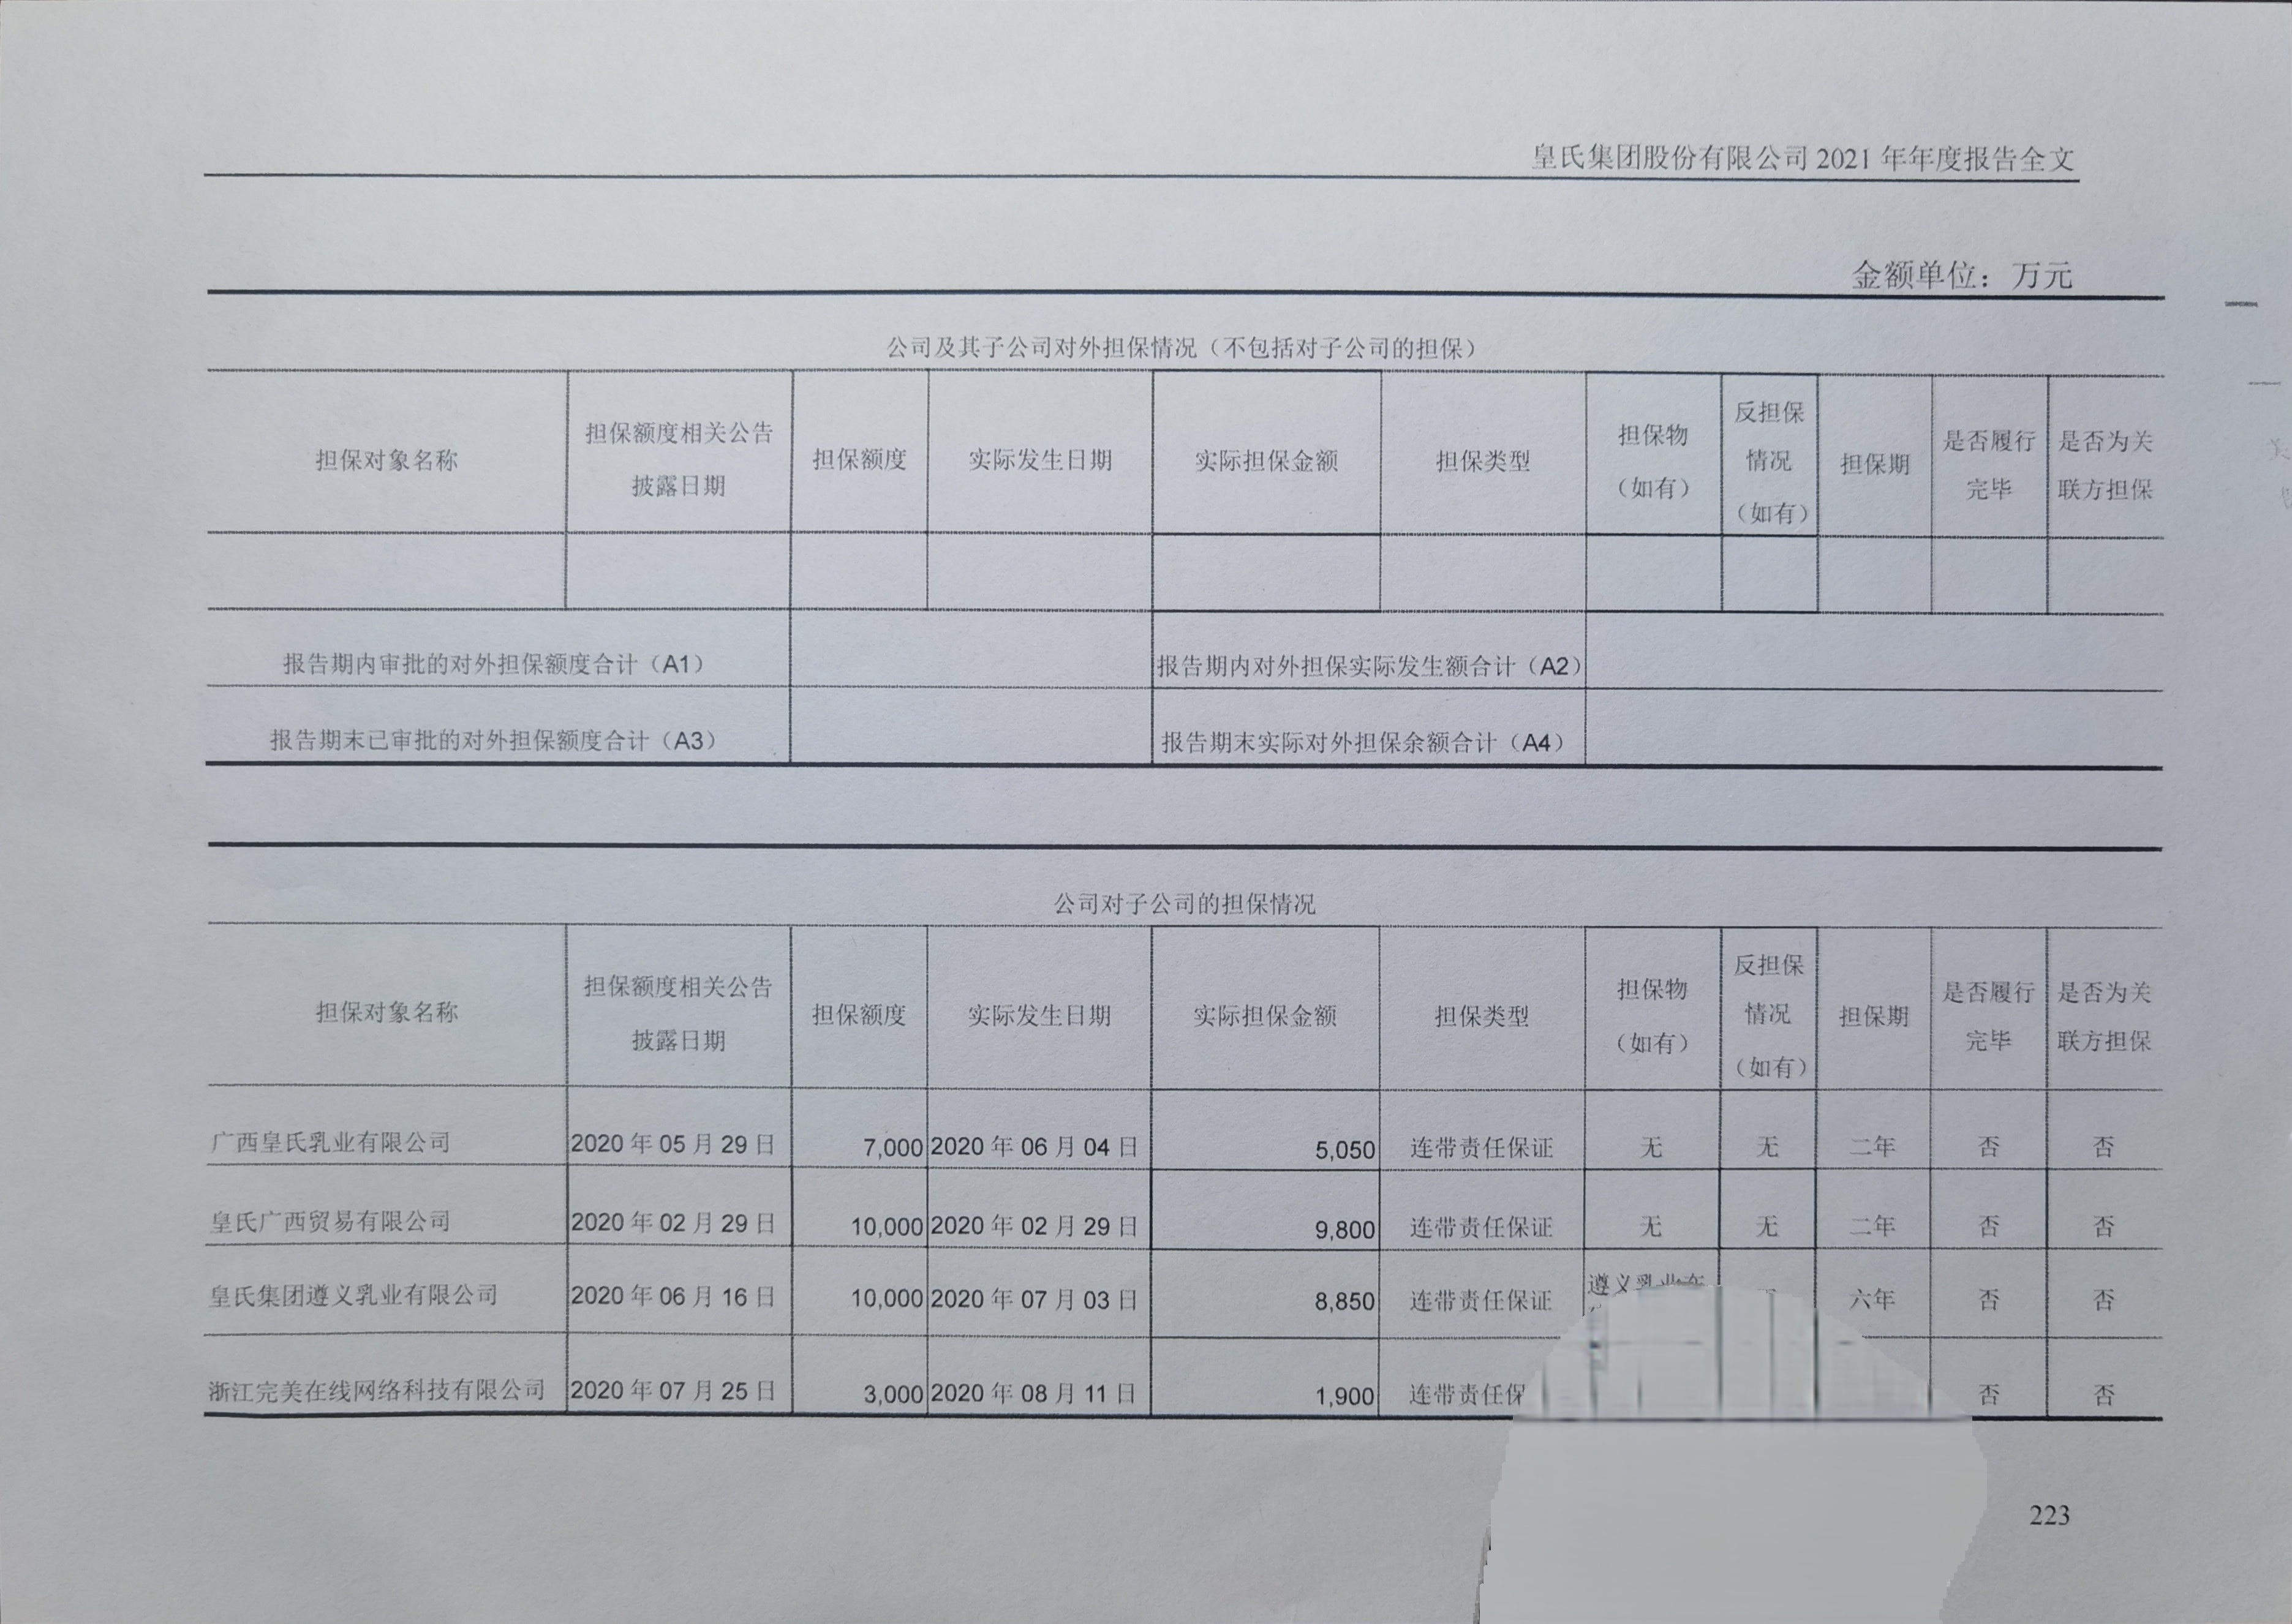 皇氏集团股份有限公司 2021 年年度报告全文
金额单位：万元
公司及其子公司对外担保情况（不包括对子公司的担保）
担保对象名称 担保额度相关公告披露日期 担保额度 实际发生日期 实际担保金额 担保类型 担保物（如有） 反担保情况（如有） 担保期 是否履行完毕 是否为关联方担保
报告期内审批的对外担保额度合计（A1） 报告期内对外担保实际发生额合计（A2）
报告期末已审批的对外担保额度合计（A3） 报告期末实际对外担保余额合计（A4）
公司对子公司的担保情况
担保对象名称 担保额度相关公告披露日期 担保额度 实际发生日期 实际担保金额 担保类型 担保物（如有） 反担保情况（如有） 担保期 是否履行完毕 是否为关联方担保
广西皇氏乳业有限公司 2020 年 05 月 29 日 7,000 2020 年 06 月 04 日 5,050 连带责任保证 无 无 二年 否 否
皇氏广西贸易有限公司 2020 年 02 月 29 日 10,000 2020 年 02 月 29 日 9,800 连带责任保证 无 无 二年 否 否
皇氏集团遵义乳业有限公司 2020 年 06 月 16 日 10,000 2020 年 07 月 03 日 8,850 连带责任保证 遵义乳业 六年 否 否
浙江完美在线网络科技有限公司 2020 年 07 月 25 日 3,000 2020 年 08 月 11 日 1,900 连带责任保 否 否
223